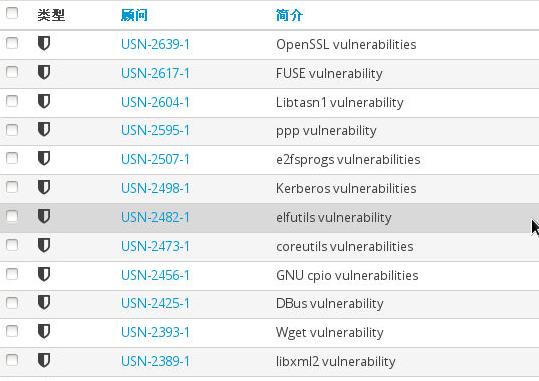 类型 顾问 简介
USN-2639-1 OpenSSL vulnerabilities
USN-2617-1 FUSE vulnerability
USN-2604-1 Libtasn1 vulnerability
USN-2595-1 ppp vulnerability
USN-2507-1 e2fsprogs vulnerabilities
USN-2498-1 Kerberos vulnerabilities
USN-2482-1 elfutils vulnerability
USN-2473-1 coreutils vulnerabilities
USN-2456-1 GNU cpio vulnerabilities
USN-2425-1 DBus vulnerability
USN-2393-1 Wget vulnerability
USN-2389-1 libxml2 vulnerability